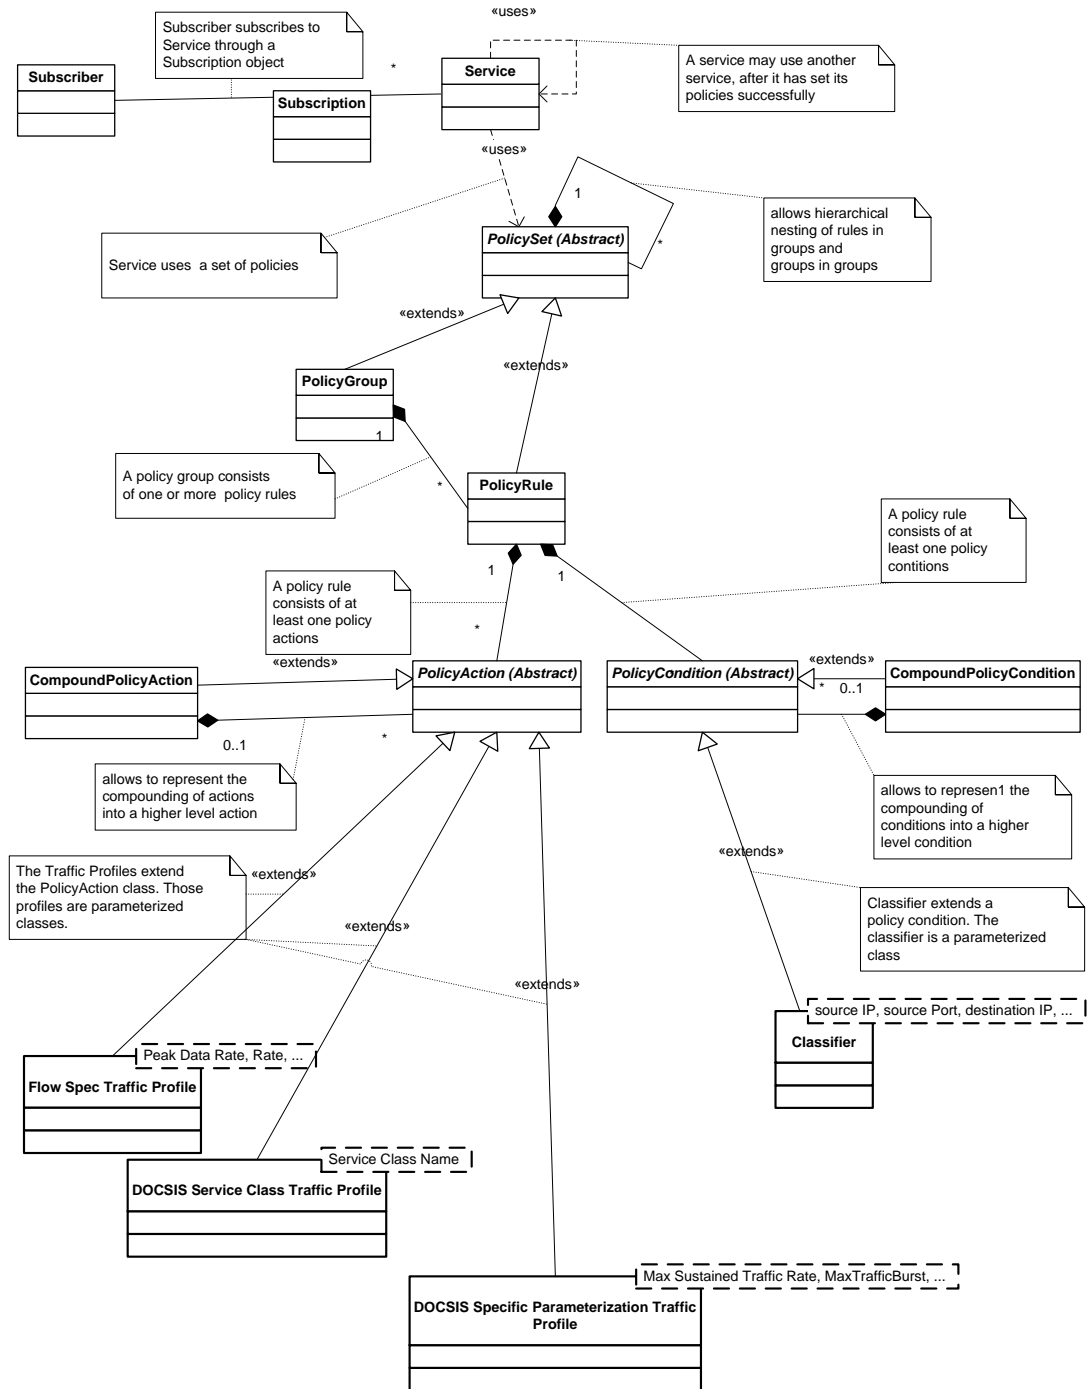 «uses»
Subscriber subscribes to
Service through a
Subscription object
A service may use another
service, after it has set its
policies successfully
Subscriber
*
Service
Subscription
«uses»
1
allows hierarchical
nesting of rules in
groups and
groups in groups
PolicySet (Abstract)
*
Service uses  a set of policies
«extends»
«extends»
PolicyGroup
1
A policy group consists
of one or more  policy rules
*
PolicyRule
A policy rule
consists of at
least one policy
contitions
1
1
A policy rule
consists of at
least one policy
actions
*
«extends»
«extends»
CompoundPolicyAction
PolicyAction (Abstract)
PolicyCondition (Abstract)
CompoundPolicyCondition
*
0..1
0..1
*
allows to represent the
compounding of actions
into a higher level action
allows to represen1 the
compounding of
conditions into a higher
level condition
The Traffic Profiles extend
the PolicyAction class. Those
profiles are parameterized
classes.
«extends»
«extends»
Classifier extends a
policy condition. The
classifier is a parameterized
class
«extends»
«extends»
source IP, source Port, destination IP, ...
Classifier
Peak Data Rate, Rate, ...
Flow Spec Traffic Profile
Service Class Name
DOCSIS Service Class Traffic Profile
Max Sustained Traffic Rate, MaxTrafficBurst, ...
DOCSIS Specific Parameterization Traffic
Profile